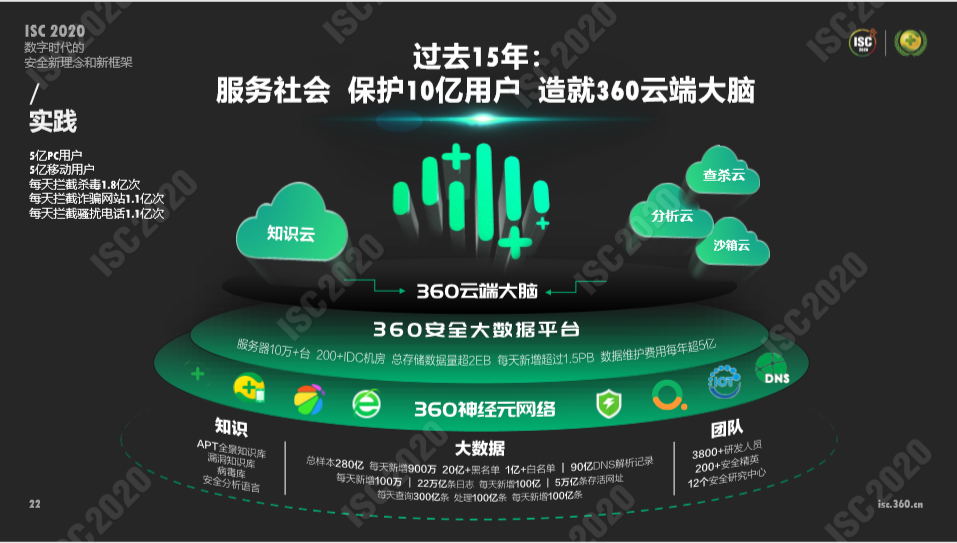 ISC 2020
数字时代的
安全新理念和新框架
/
实践
5亿PC用户
5亿移动用户
每天拦截杀毒1.8亿次
每天拦截诈骗网站1.1亿次
每天拦截骚扰电话1.1亿次
ISC
2020
过去15年：
服务社会 保护10亿用户 造就360云端大脑
知识云
查杀云
分析云
沙箱云
360云端大脑
360安全大数据平台
服务器10万+台 200+IDC机房 总存储数据量超2EB 每天新增超过1.5PB 数据维护费用每年超5亿
IOT
DNS
360神经元网络
知识
APT全景知识库
漏洞知识库
病毒库
安全分析语言
大数据
总样本280亿 每天新增900万 20亿+黑名单 1亿+白名单 | 90亿DNS解析记录
每天新增100万 | 22万亿条日志 每天新增100亿 | 5万亿条存活网址
每天查询300亿条 处理100亿条 每天新增100亿条
团队
3800+研发人员
200+安全精英
12个安全研究中心
22
isc.360.cn
ISC 2020
ISC 2020
ISC 2020
ISC 2020
ISC 2020
ISC 2020
ISC 2020
ISC 2020
ISC 2020
ISC 2020
ISC 2020
ISC 2020